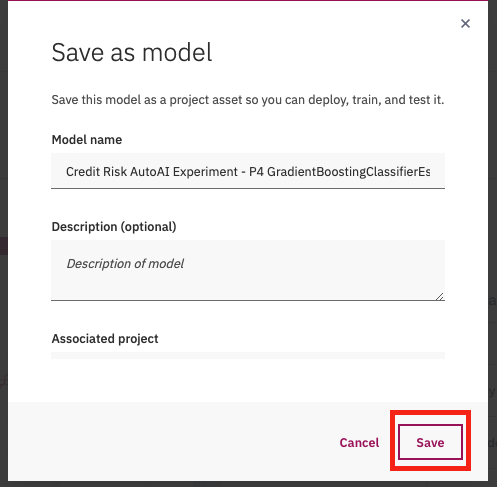 Save as model
Save this model as a project asset so you can deploy, train, and test it.
Model name
Credit Risk AutoAI Experiment - P4 GradientBoostingClassifierEs
Description (optional)
Description of model
Associated project
Cancel
Save